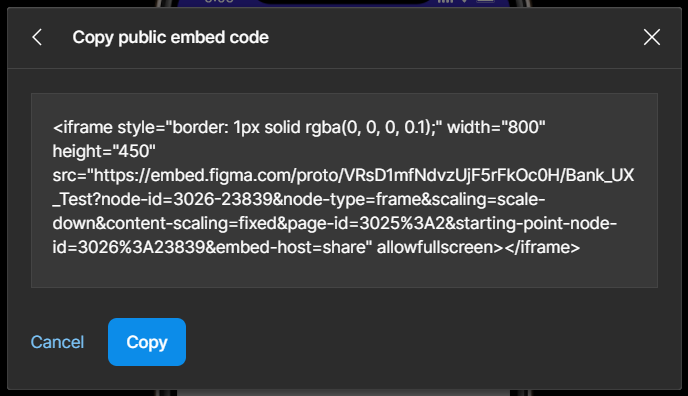 Copy public embed code
<iframe style="border: 1px solid rgba(0, 0, 0, 0.1);" width="800"
height="450"
src="https://embed.figma.com/proto/VRsD1mfNdvzUjF5rFkOc0H/Bank_UX
_Test?node-id=3026-23839&node-type=frame&scaling=scale-
down&content-scaling=fixed&page-id=3025%3A2&starting-point-node-
id=3026%3A23839&embed-host=share" allowfullscreen></iframe>
Cancel
Copy